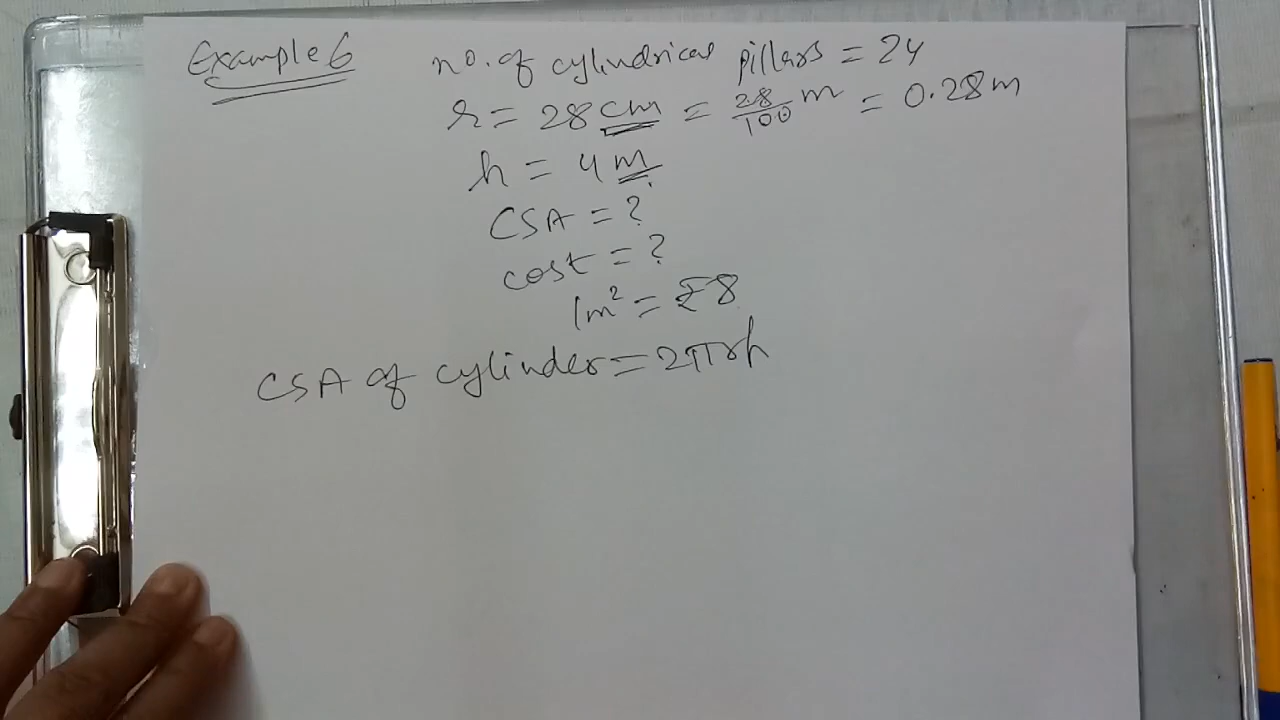 Example 6
no. of cylindrical pillars = 24
r = 28 cm = 28/100 m = 0.28 m
h = 4 m
CSA = ?
cost = ?
1m² = ₹8
CSA of cylinder = 2πrh